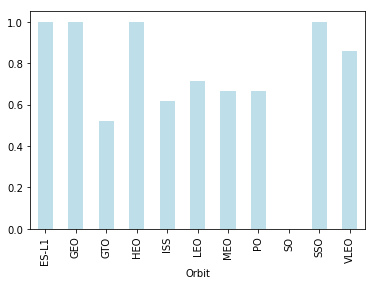 1.0
0.8
0.6
0.4
0.2
0.0
ES-L1
GEO
GTO
HEO
ISS
LEO
MEO
PO
SO
SSO
VLEO
Orbit